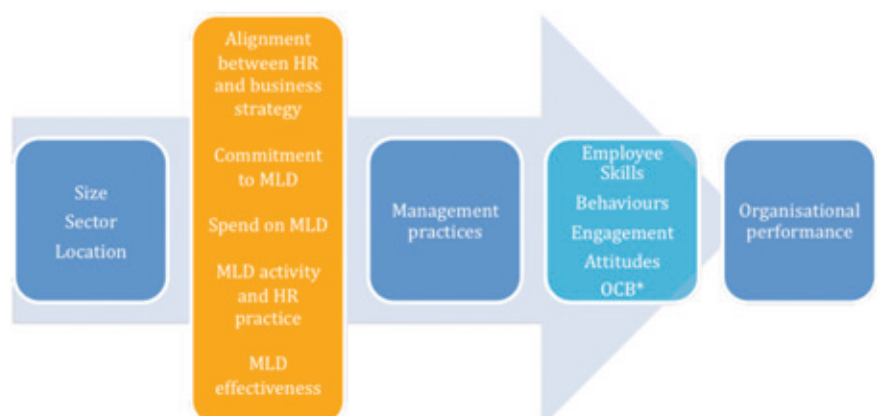 Size
Sector
Location
Alignment
between HR
and business
strategy
Commitment
to MLD
Spend on MLD
MLD activity
and HR
practice
MLD
effectiveness
Management
practices
Employee
Skills
Behaviours
Engagement
Attitudes
OCB*
Organisational
performance